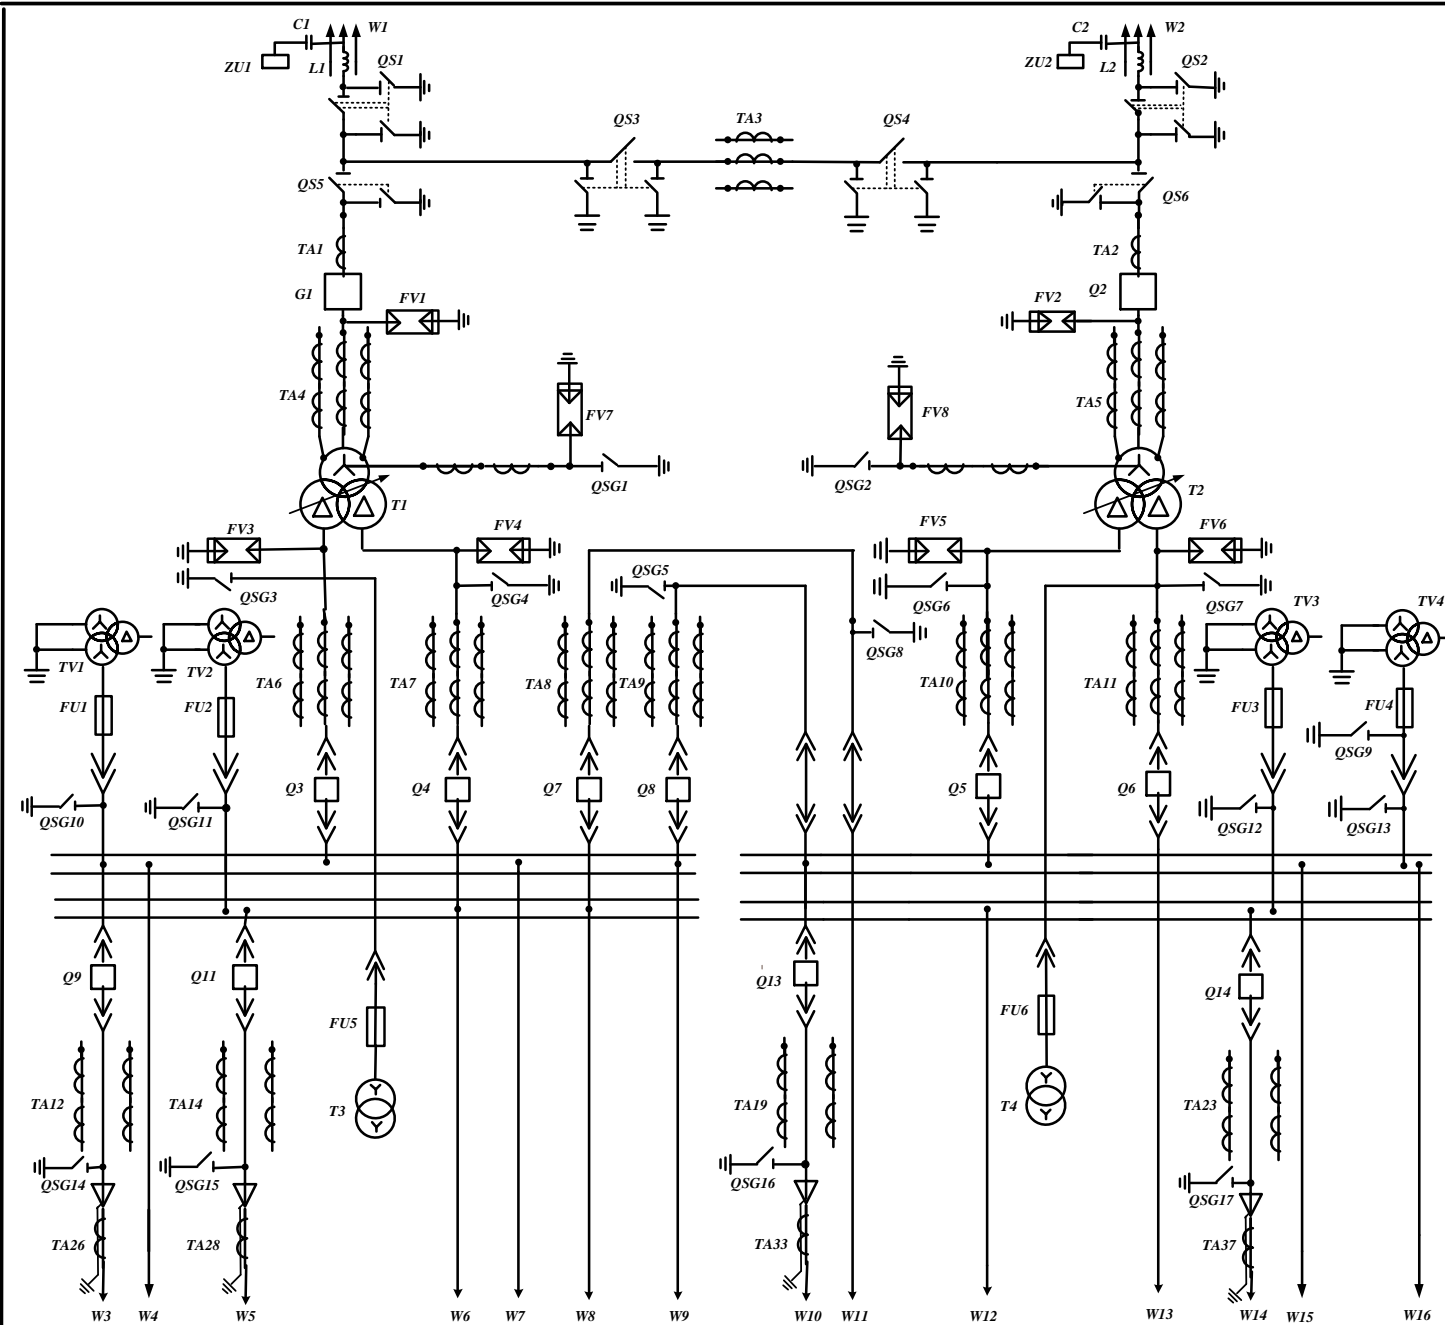 C1 W1 C2 W2
ZU1 L1 QS1 ZU2 L2 QS2
QS3 TA3 QS4
QS5 QS6
TA1 TA2
G1 FV1 FV2 Q2
TA4 FV7 FV8 TA5
QSG1 QSG2
T1 T2
FV3 FV4 FV5 FV6
QSG3 QSG4 QSG5 QSG6 QSG7 TV3 TV4
QSG8
TV1 TV2 TA6 TA7 TA8 TA9 TA10 TA11
FU1 FU2 FU3 FU4
QSG9
Q3 Q4 Q7 Q8 Q5 Q6
QSG10 QSG11 QSG12 QSG13
Q9 Q11 Q13 Q14
FU5 FU6
TA12 TA14 T3 TA19 T4 TA23
QSG14 QSG15 QSG16 QSG17
TA26 TA28 TA33 TA37
W3 W4 W5 W6 W7 W8 W9 W10 W11 W12 W13 W14 W15 W16